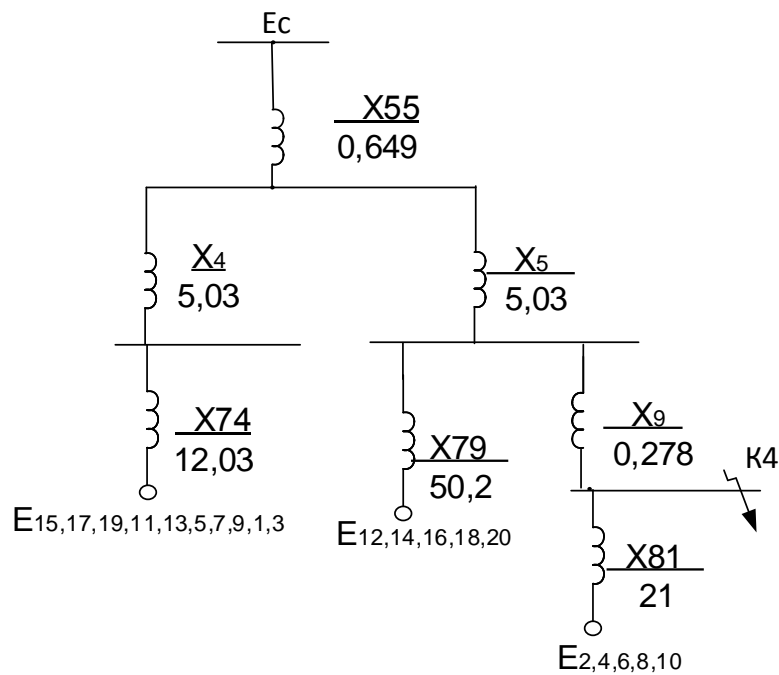 Ec
X55
0,649
X4
5,03
X5
5,03
X74
12,03
X79
50,2
X9
0,278
К4
E15,17,19,11,13,5,7,9,1,3
E12,14,16,18,20
X81
21
E2,4,6,8,10